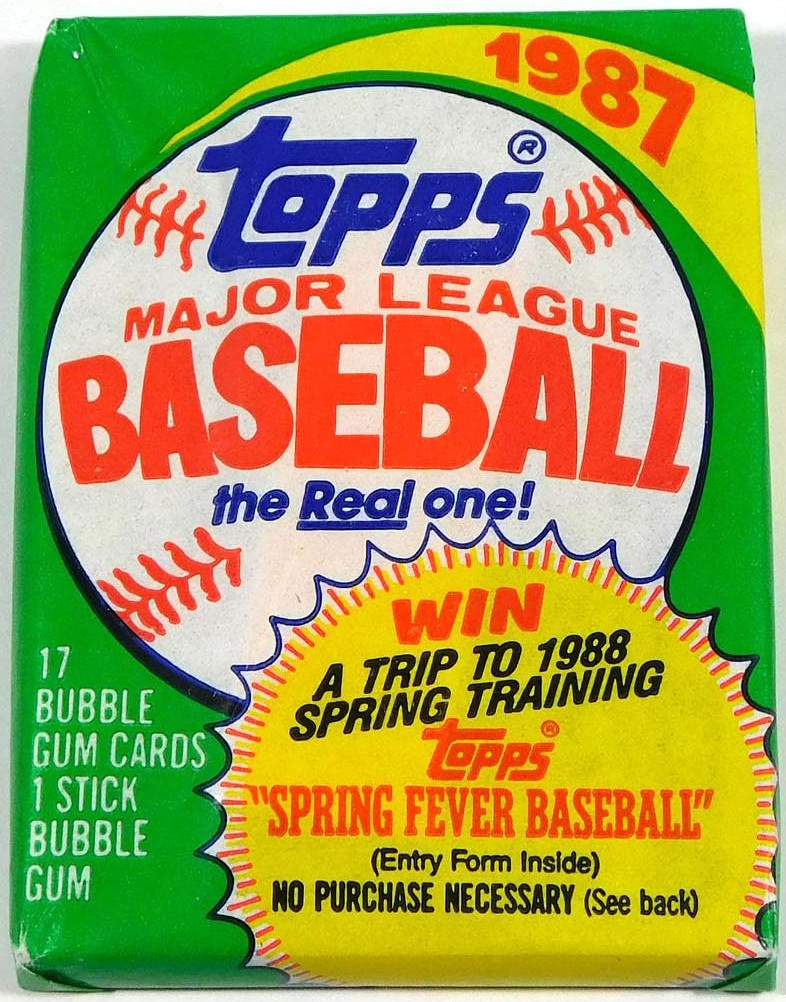 1987
Topps®
MAJOR LEAGUE
BASEBALL
the Real one!
17
BUBBLE
GUM CARDS
1 STICK
BUBBLE
GUM
WIN
A TRIP TO 1988
SPRING TRAINING
Topps®
"SPRING FEVER BASEBALL"
(Entry Form Inside)
NO PURCHASE NECESSARY (See back)